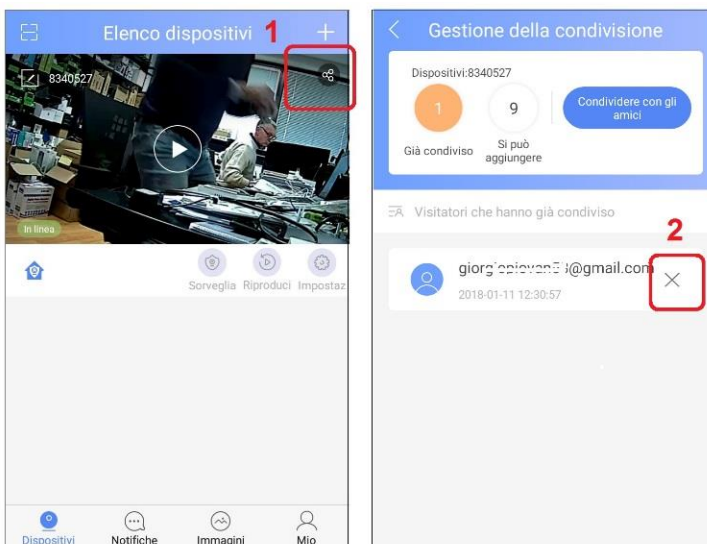 Elenco dispositivi
1
8340527
In linea
Sorveglia Riproduci Impostaz
Dispositivi Notifiche Immagini Mio
Gestione della condivisione
Dispositivi:8340527
1
9
Condividere con gli
amici
Già condiviso
Si può
aggiungere
Visitatori che hanno già condiviso
2
@gmail.com
2018-01-11 12:30:57